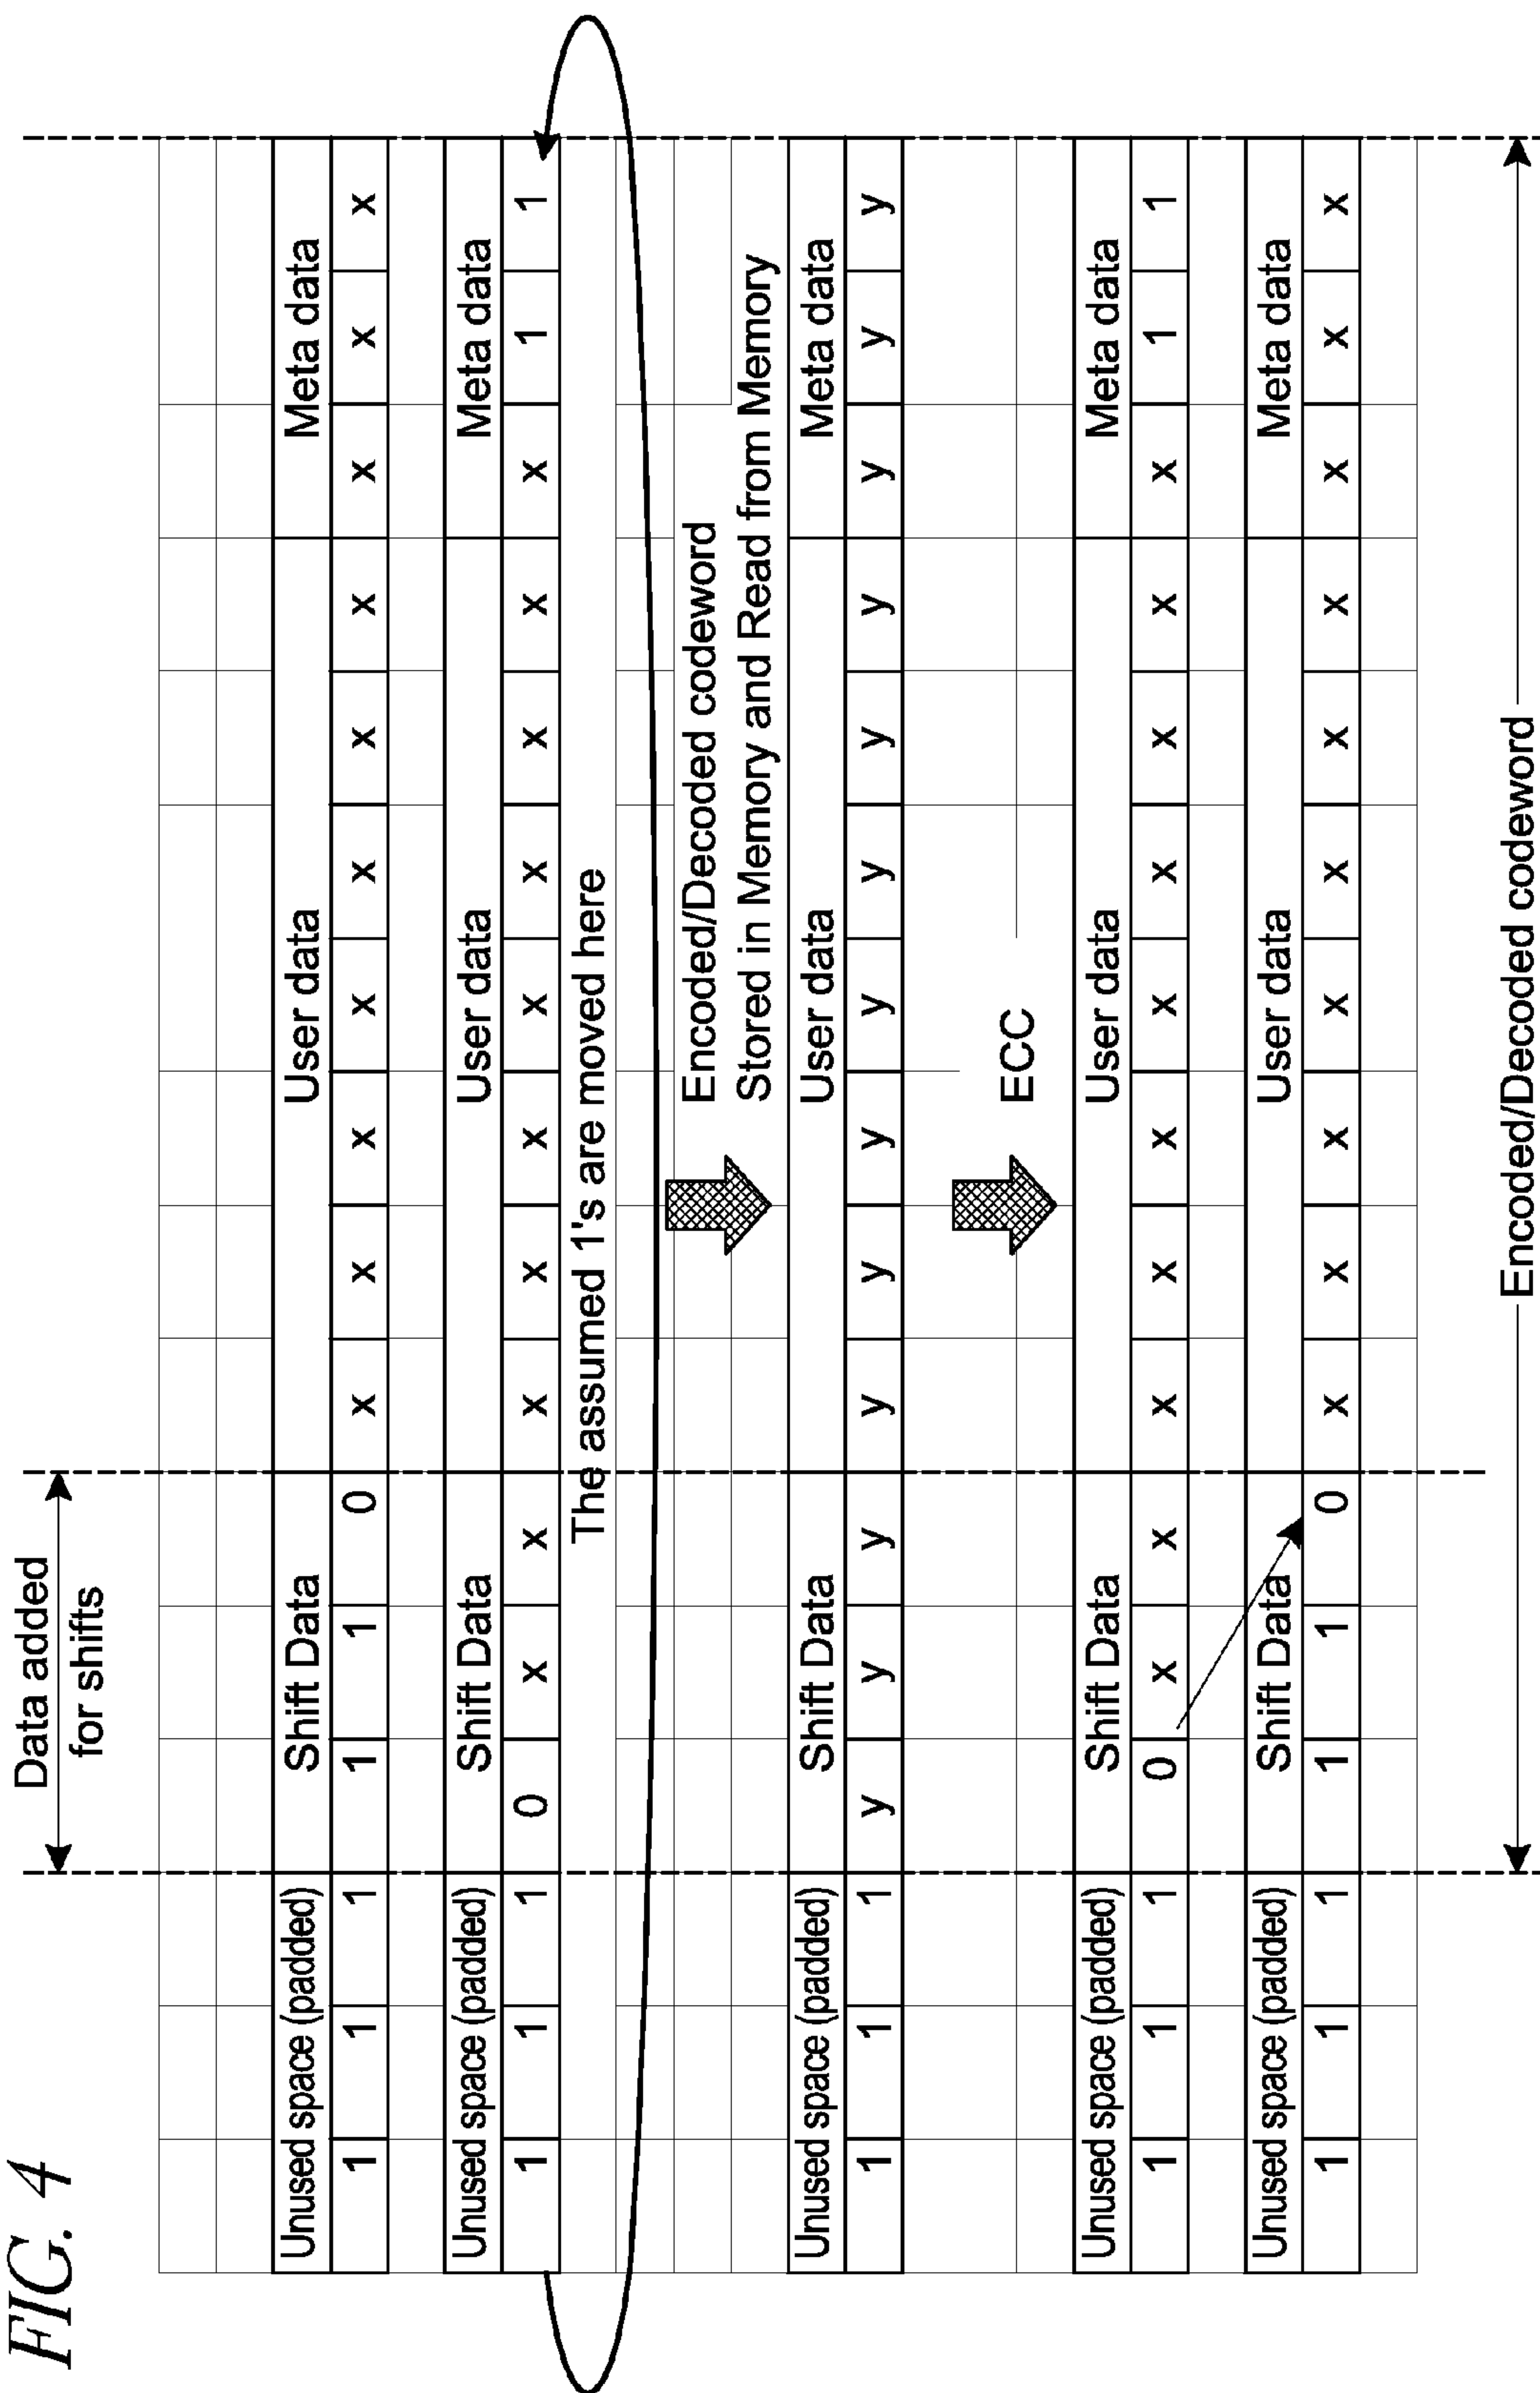 FIG. 4
Data added
for shifts
Unused space (padded) Shift Data User data Meta data
1 1 1 1 1 0 x x x x x x x x x x
Unused space (padded) Shift Data User data Meta data
1 1 1 0 x x x x x x x x x x 1 1
The assumed 1's are moved here
Encoded/Decoded codeword
Stored in Memory and Read from Memory
Unused space (padded) Shift Data User data Meta data
1 1 1 y y y y y y y y y y y y y
ECC
Unused space (padded) Shift Data User data Meta data
1 1 1 0 x x x x x x x x x x 1 1
Unused space (padded) Shift Data User data Meta data
1 1 1 1 1 0 x x x x x x x x x x
Encoded/Decoded codeword